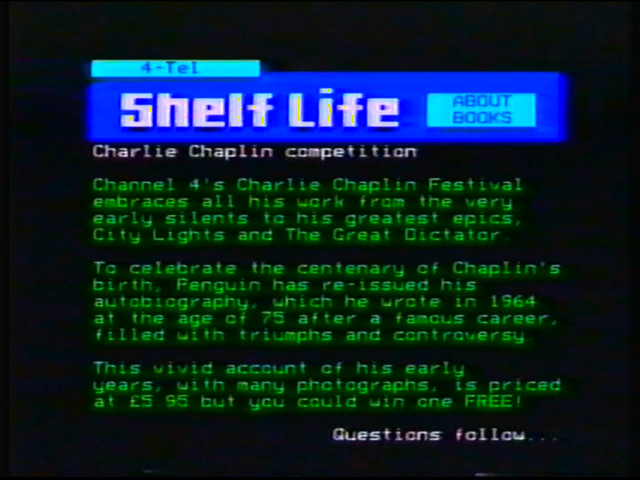 4-Tel
Shelf Life
ABOUT
BOOKS
Charlie Chaplin competition
Channel 4's Charlie Chaplin Festival
embraces all his work from the very
early silents to his greatest epics,
City Lights and The Great Dictator.
To celebrate the centenary of Chaplin's
birth, Penguin has re-issued his
autobiography, which he wrote in 1964
at the age of 75 after a famous career,
filled with triumphs and controversy.
This vivid account of his early
years, with many photographs, is priced
at £5.95 but you could win one FREE!
Questions follow...